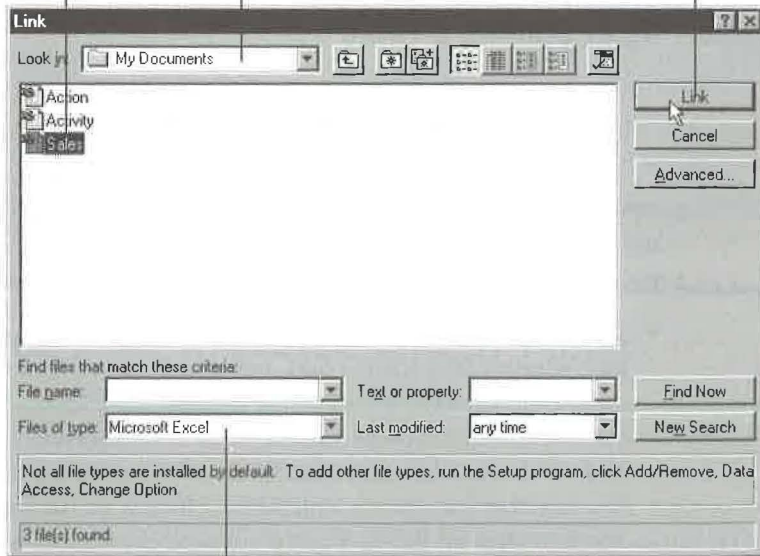 Link
Look in: My Documents
Action
Activity
Sales
Link
Cancel
Advanced...
Find files that match these criteria:
File name:
Text or property:
Find Now
Files of type: Microsoft Excel
Last modified: any time
New Search
Not all file types are installed by default. To add other file types, run the Setup program, click Add/Remove, Data
Access, Change Option
3 file(s) found.